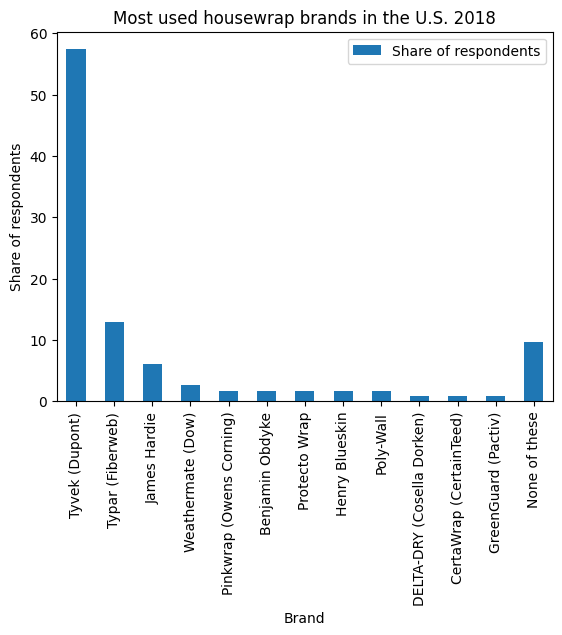 Most used housewrap brands in the U.S. 2018
Share of respondents
Share of respondents
60
50
40
30
20
10
0
Tyvek (Dupont)
Typar (Fiberweb)
James Hardie
Weathermate (Dow)
Pinkwrap (Owens Corning)
Benjamin Obdyke
Protecto Wrap
Henry Blueskin
Poly-Wall
DELTA-DRY (Cosella Dorken)
CertaWrap (CertainTeed)
GreenGuard (Pactiv)
None of these
Brand